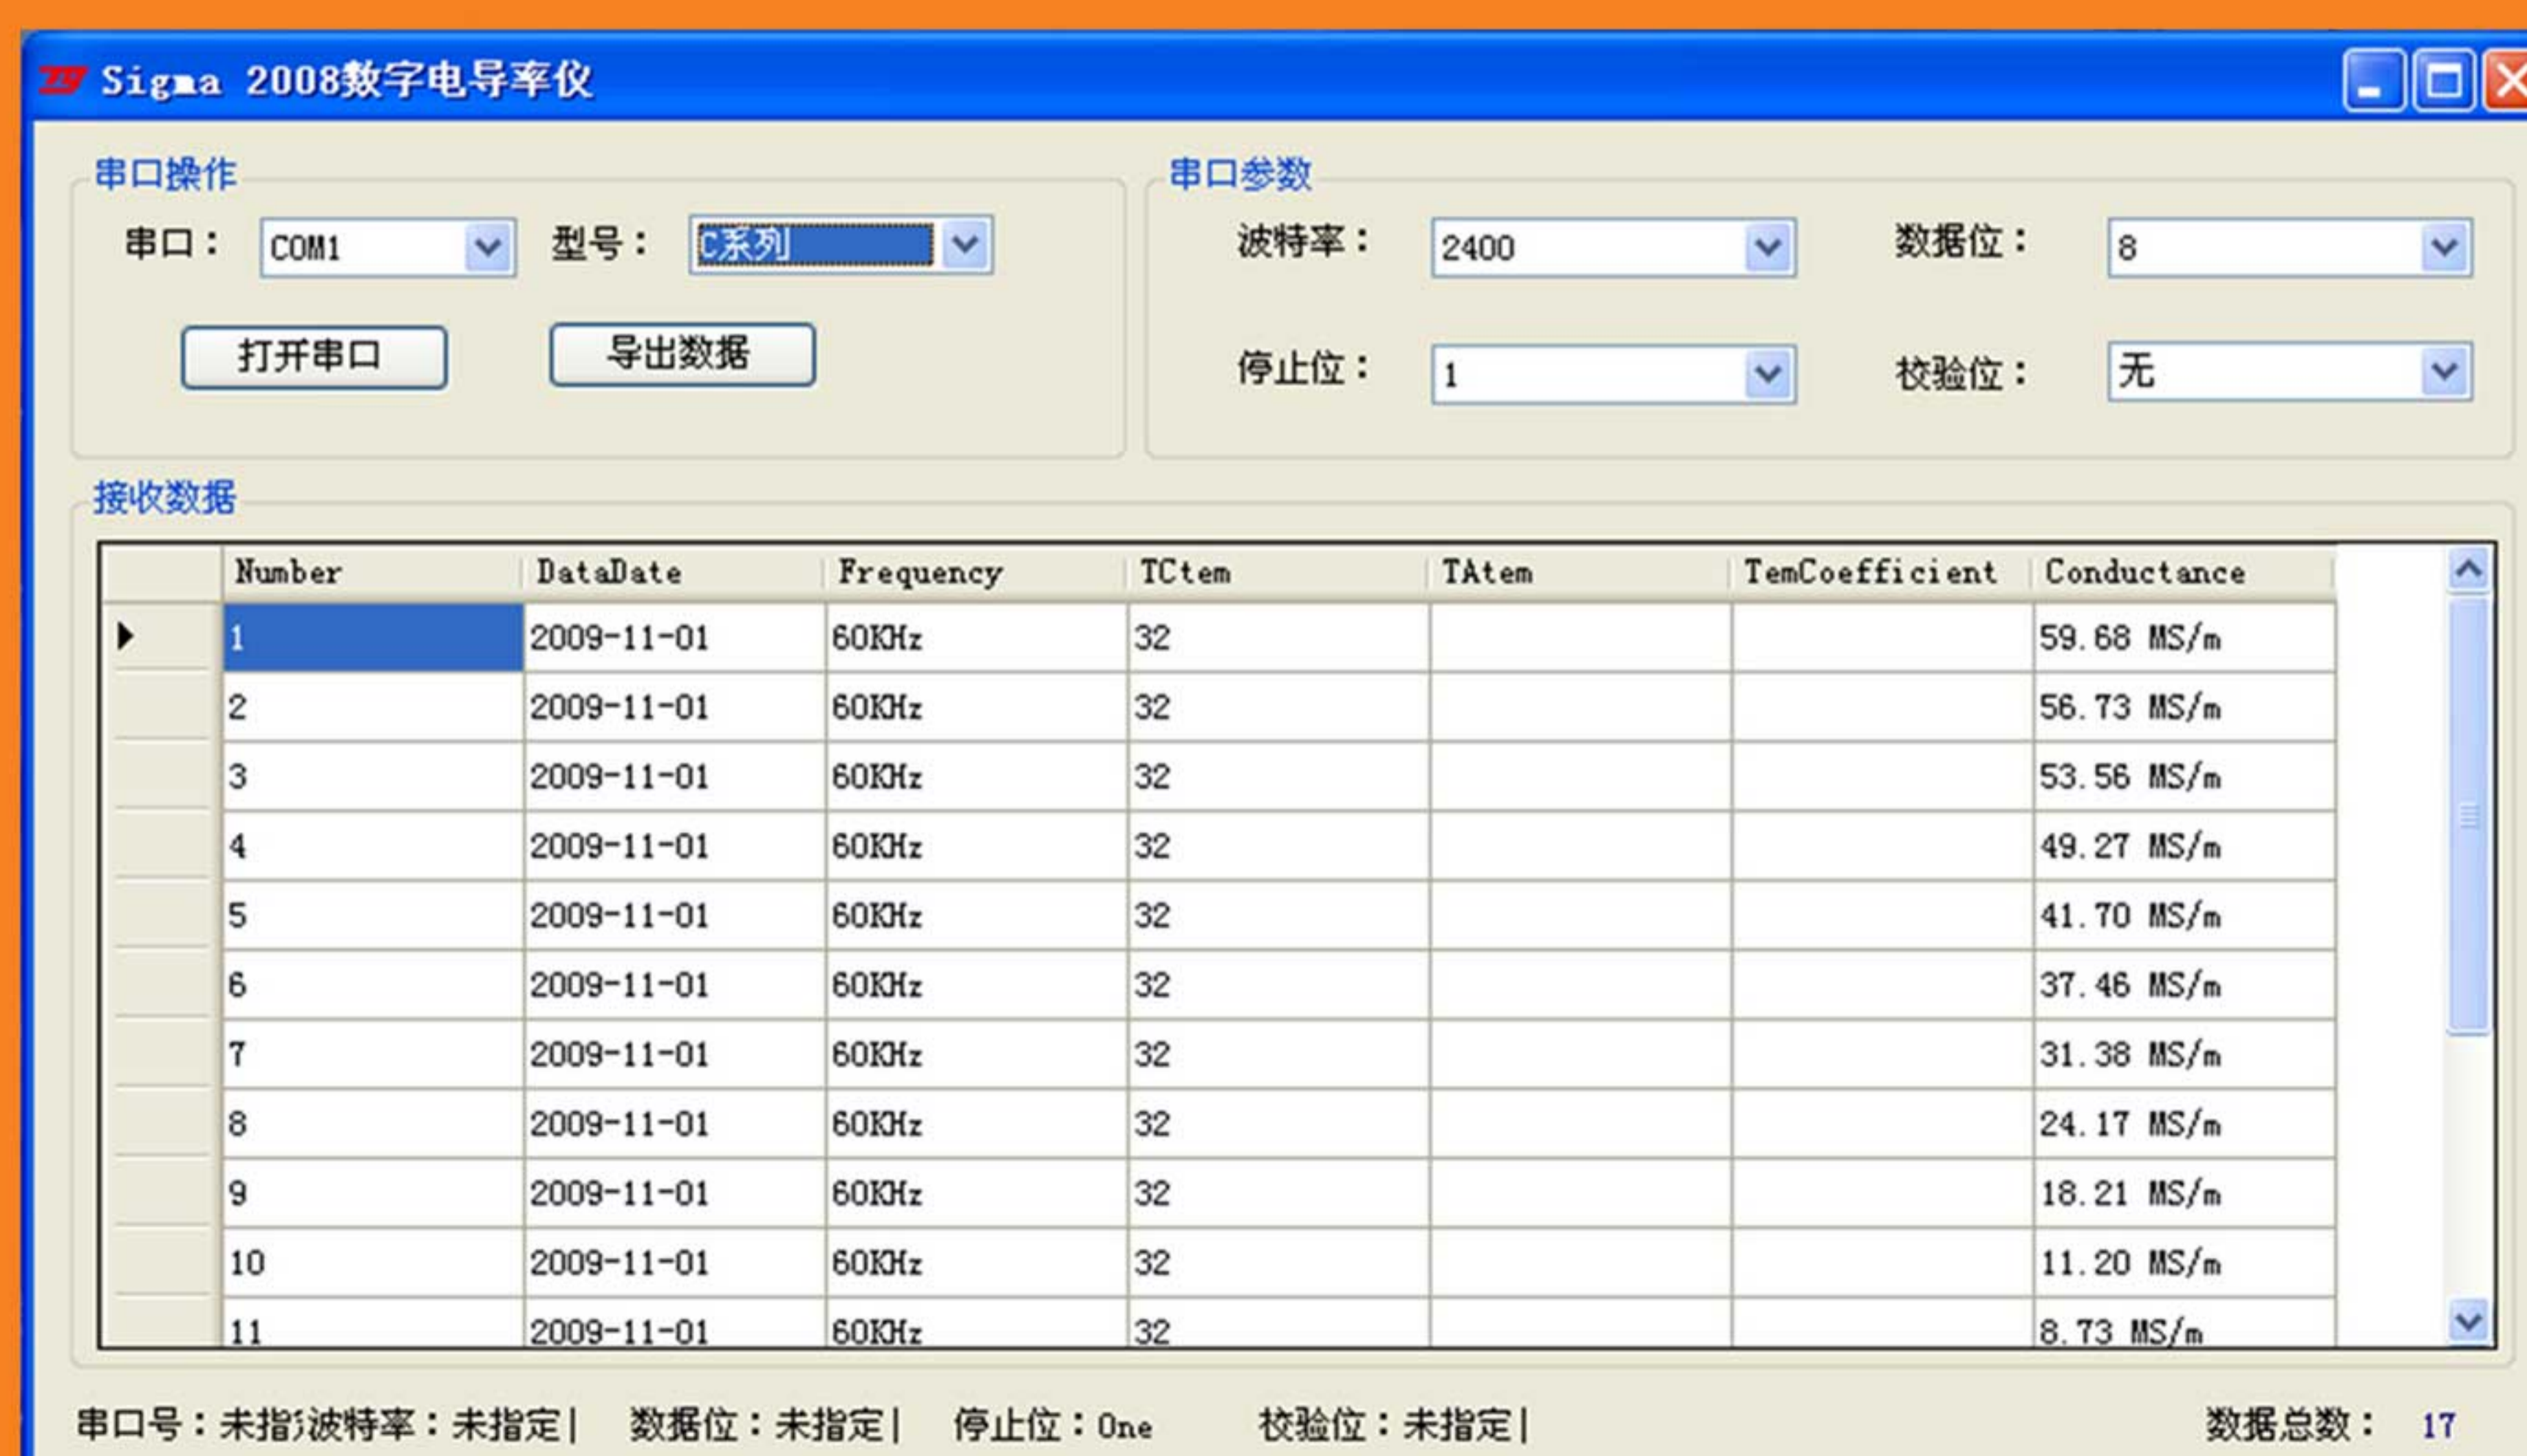 Sigma 2008数字电导率仪
串口操作
串口： COM1 型号： C系列
打开串口 导出数据
串口参数
波特率： 2400 数据位： 8
停止位： 1 校验位： 无
接收数据
Number DataDate Frequency TCtem TAtem TemCoefficient Conductance
1 2009-11-01 60KHz 32 59.68 MS/m
2 2009-11-01 60KHz 32 56.73 MS/m
3 2009-11-01 60KHz 32 53.56 MS/m
4 2009-11-01 60KHz 32 49.27 MS/m
5 2009-11-01 60KHz 32 41.70 MS/m
6 2009-11-01 60KHz 32 37.46 MS/m
7 2009-11-01 60KHz 32 31.38 MS/m
8 2009-11-01 60KHz 32 24.17 MS/m
9 2009-11-01 60KHz 32 18.21 MS/m
10 2009-11-01 60KHz 32 11.20 MS/m
11 2009-11-01 60KHz 32 8.73 MS/m
串口号：未指 波特率：未指定| 数据位：未指定| 停止位：One 校验位：未指定| 数据总数： 17